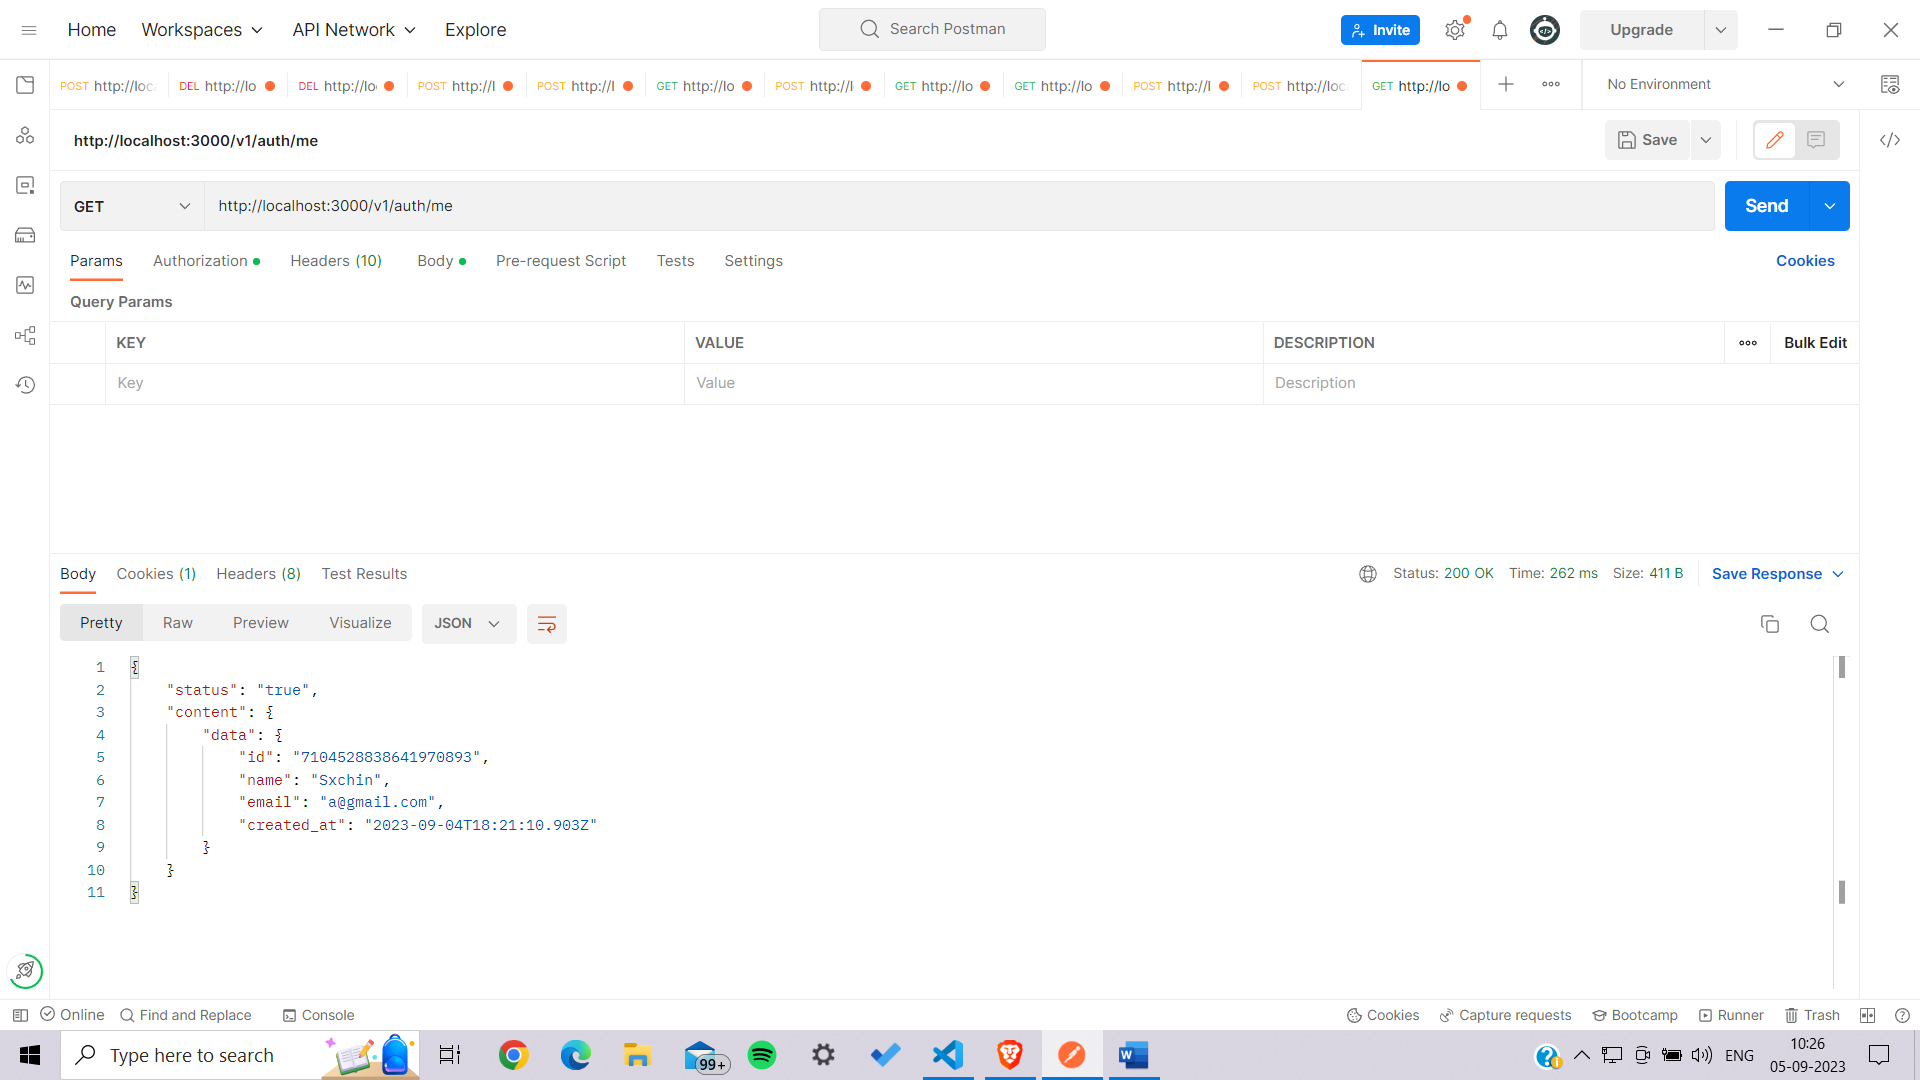 Home Workspaces API Network Explore Search Postman Invite Upgrade
POST http://loc DEL http://lo DEL http://lo POST http://l POST http://l GET http://lo POST http://l GET http://lo GET http://lo POST http://l POST http://loc GET http://lo No Environment
http://localhost:3000/v1/auth/me Save
GET http://localhost:3000/v1/auth/me Send
Params Authorization Headers (10) Body Pre-request Script Tests Settings Cookies
Query Params
KEY VALUE DESCRIPTION Bulk Edit
Key Value Description
Body Cookies (1) Headers (8) Test Results Status: 200 OK Time: 262 ms Size: 411 B Save Response
Pretty Raw Preview Visualize JSON
1 {
2 "status": "true",
3 "content": {
4 "data": {
5 "id": "7104528838641970893",
6 "name": "Sxchin",
7 "email": "a@gmail.com",
8 "created_at": "2023-09-04T18:21:10.903Z"
9 }
10 }
11 }
Online Find and Replace Console Cookies Capture requests Bootcamp Runner Trash
Type here to search 99+ ENG 10:26
05-09-2023